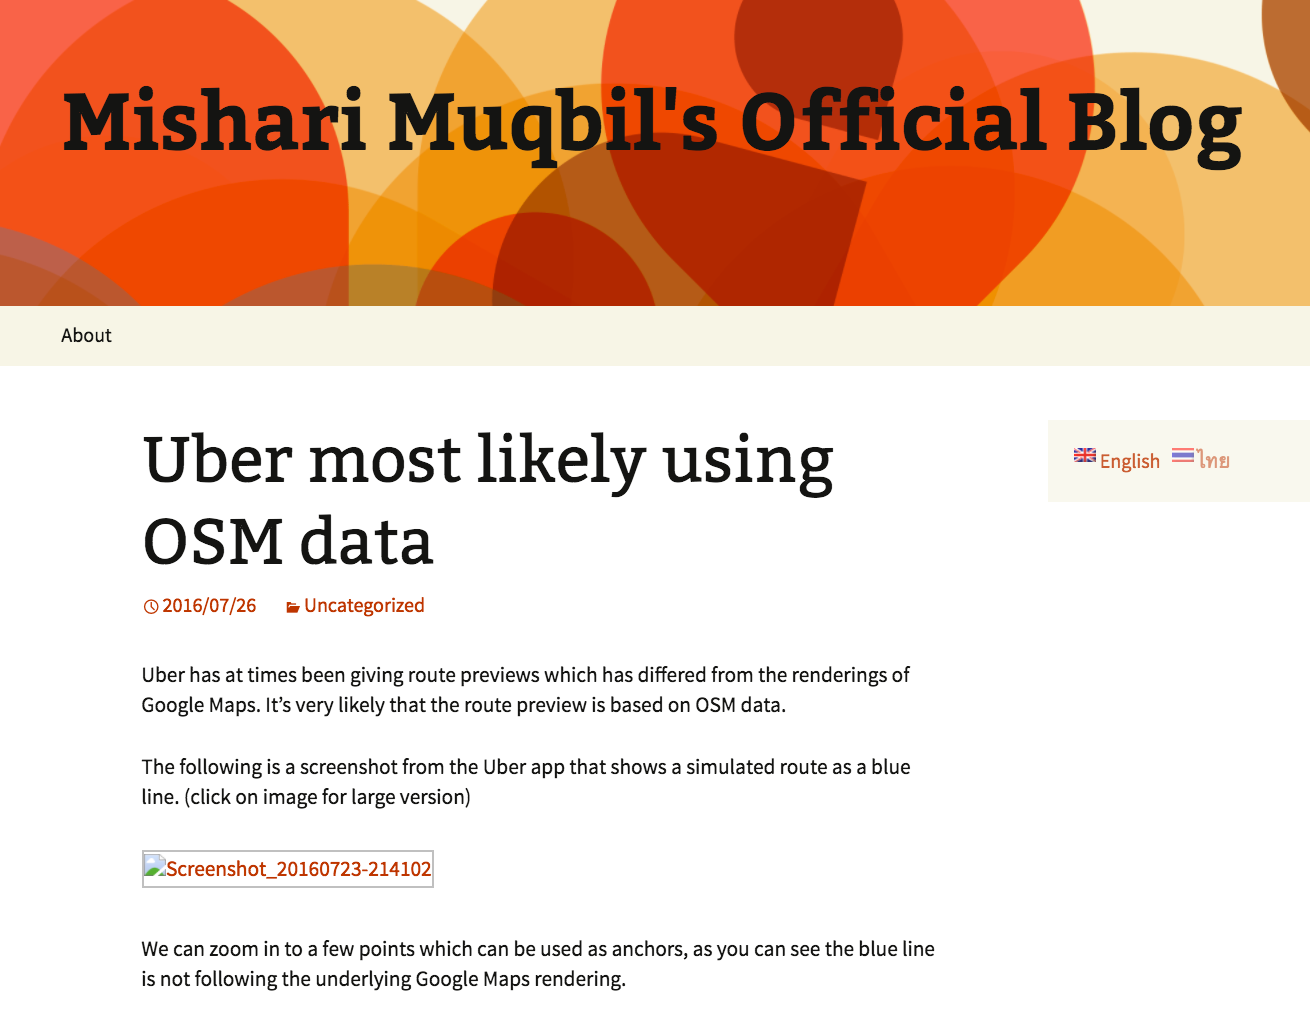 Mishari Muqbil's Official Blog
About
Uber most likely using
OSM data
2016/07/26 Uncategorized
English ไทย
Uber has at times been giving route previews which has differed from the renderings of
Google Maps. It’s very likely that the route preview is based on OSM data.
The following is a screenshot from the Uber app that shows a simulated route as a blue
line. (click on image for large version)
Screenshot_20160723-214102
We can zoom in to a few points which can be used as anchors, as you can see the blue line
is not following the underlying Google Maps rendering.